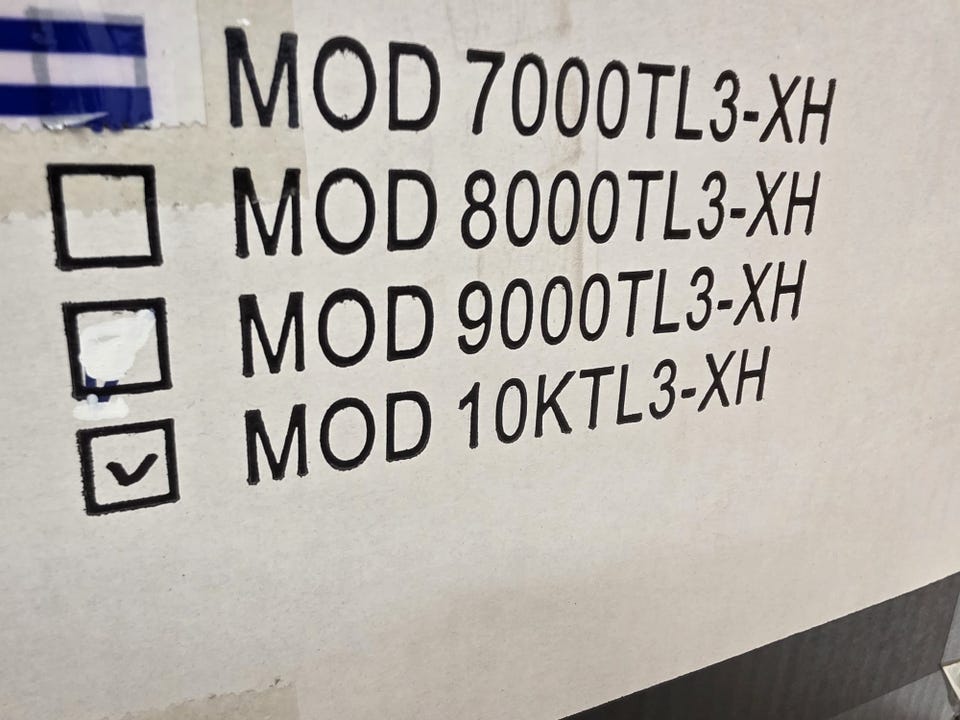 MOD 7000TL3-XH
MOD 8000TL3-XH
MOD 9000TL3-XH
MOD 10KTL3-XH